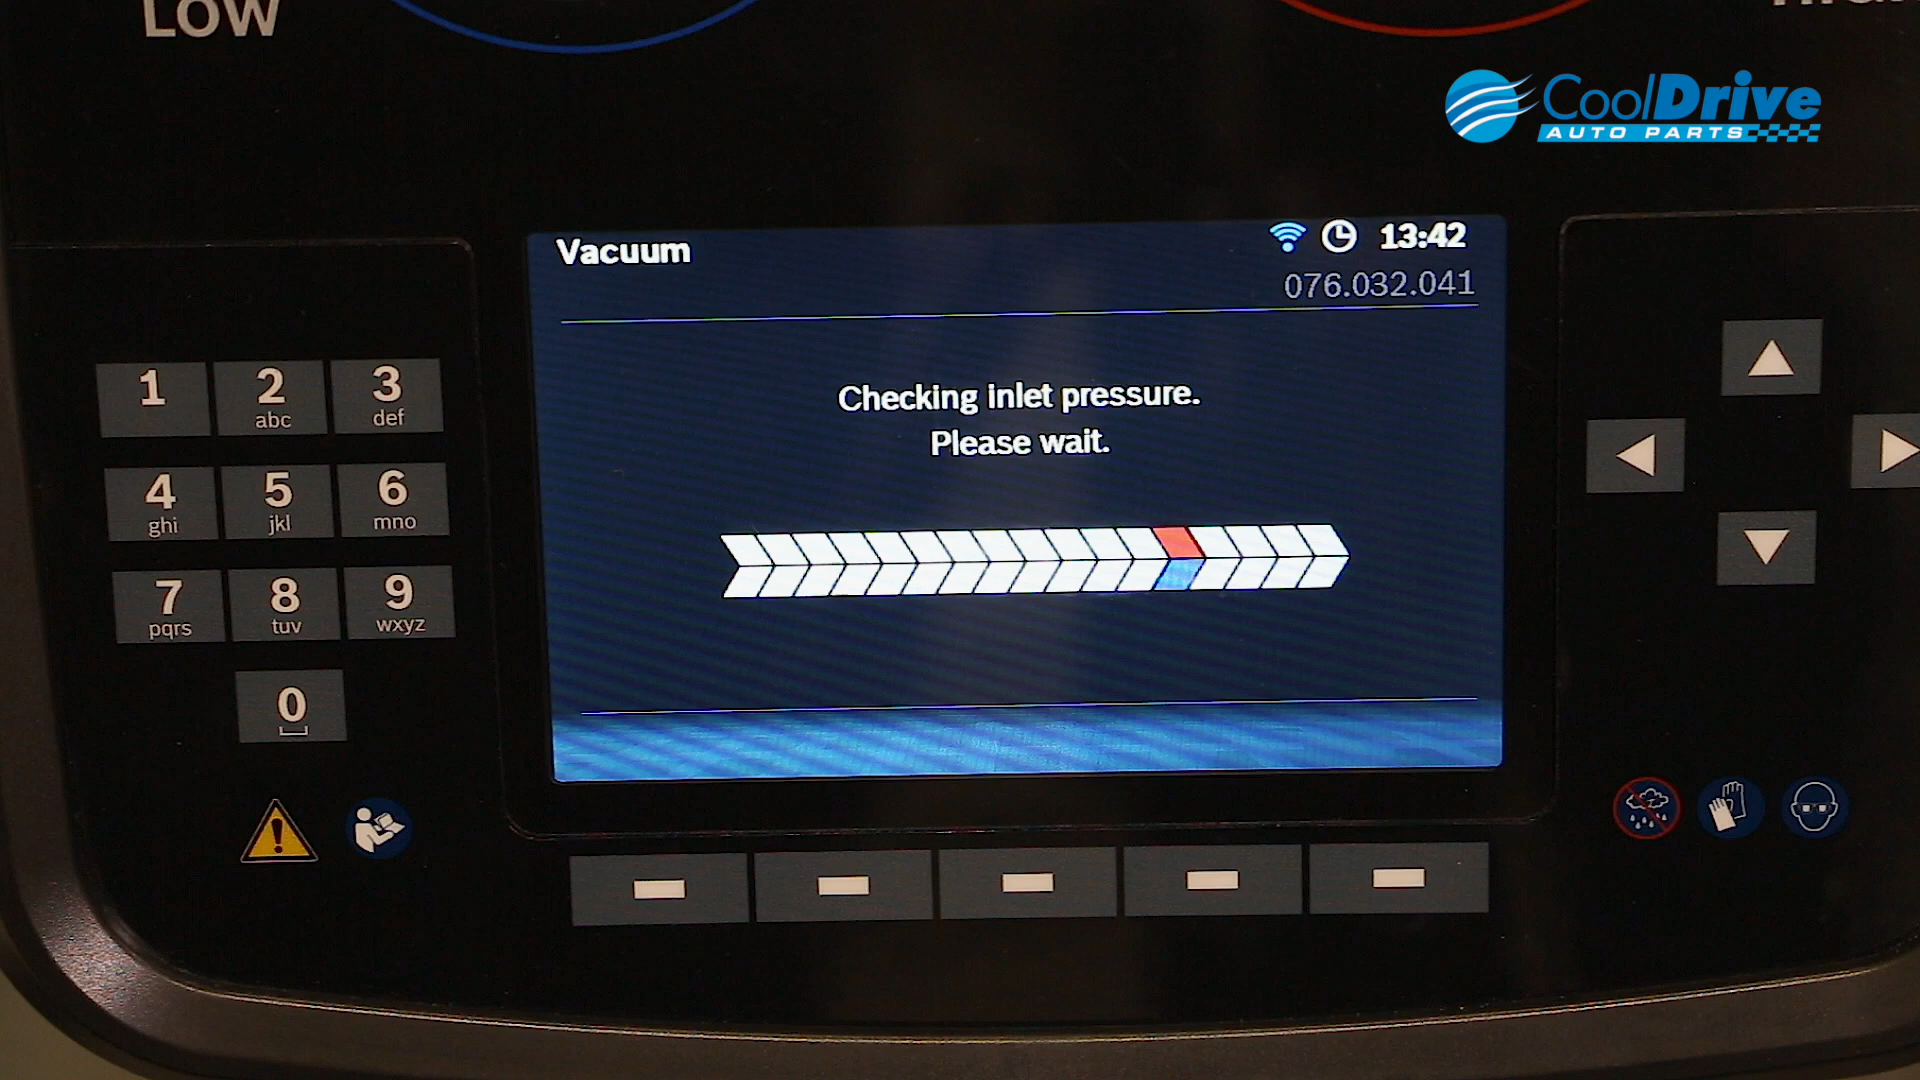 LOW
CoolDrive
AUTO PARTS
Vacuum
13:42
076.032.041
Checking inlet pressure.
Please wait.
1
2
abc
3
def
4
ghi
5
jkl
6
mno
7
pqrs
8
tuv
9
wxyz
0